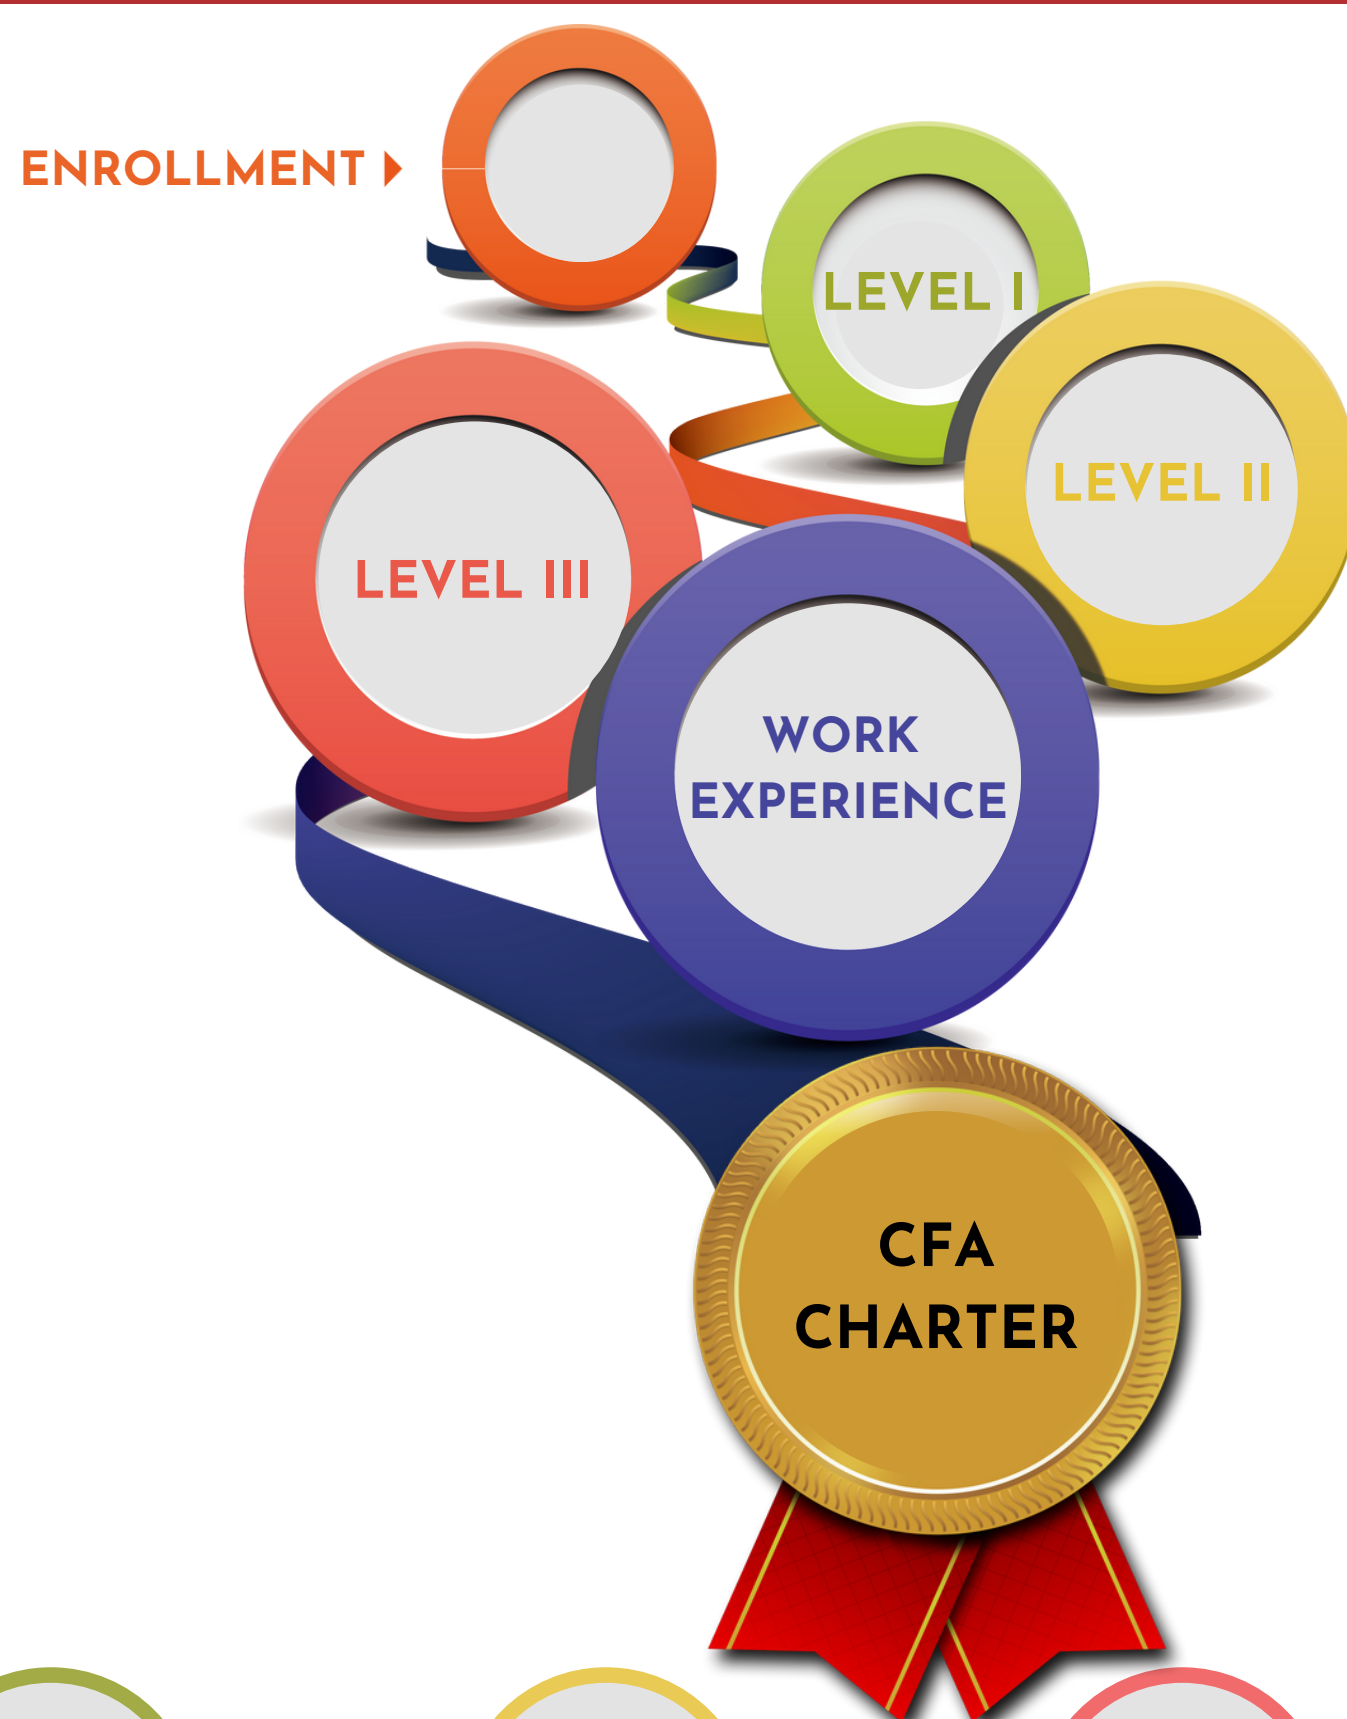 ENROLLMENT
LEVEL I
LEVEL II
LEVEL III
WORK
EXPERIENCE
CFA
CHARTER